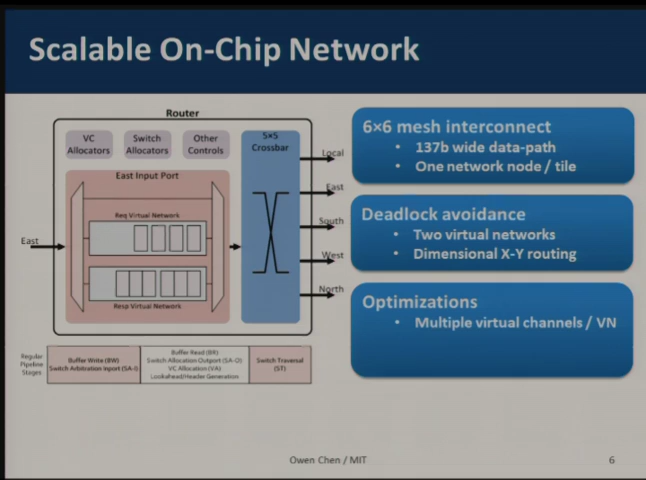 Scalable On-Chip Network
Router
VC
Allocators
Switch
Allocators
Other
Controls
5x5
Crossbar
East Input Port
Req Virtual Network
Resp Virtual Network
East
Local
East
South
West
North
Regular
Pipeline
Stages
Buffer Write (BW)
Switch Arbitration Inport (SA-I)
Buffer Read (BR)
Switch Allocation Outport (SA-O)
VC Allocation (VA)
Lookahead/Header Generation
Switch Traversal
(ST)
6×6 mesh interconnect
• 137b wide data-path
• One network node / tile
Deadlock avoidance
• Two virtual networks
• Dimensional X-Y routing
Optimizations
• Multiple virtual channels / VN
Owen Chen / MIT
6